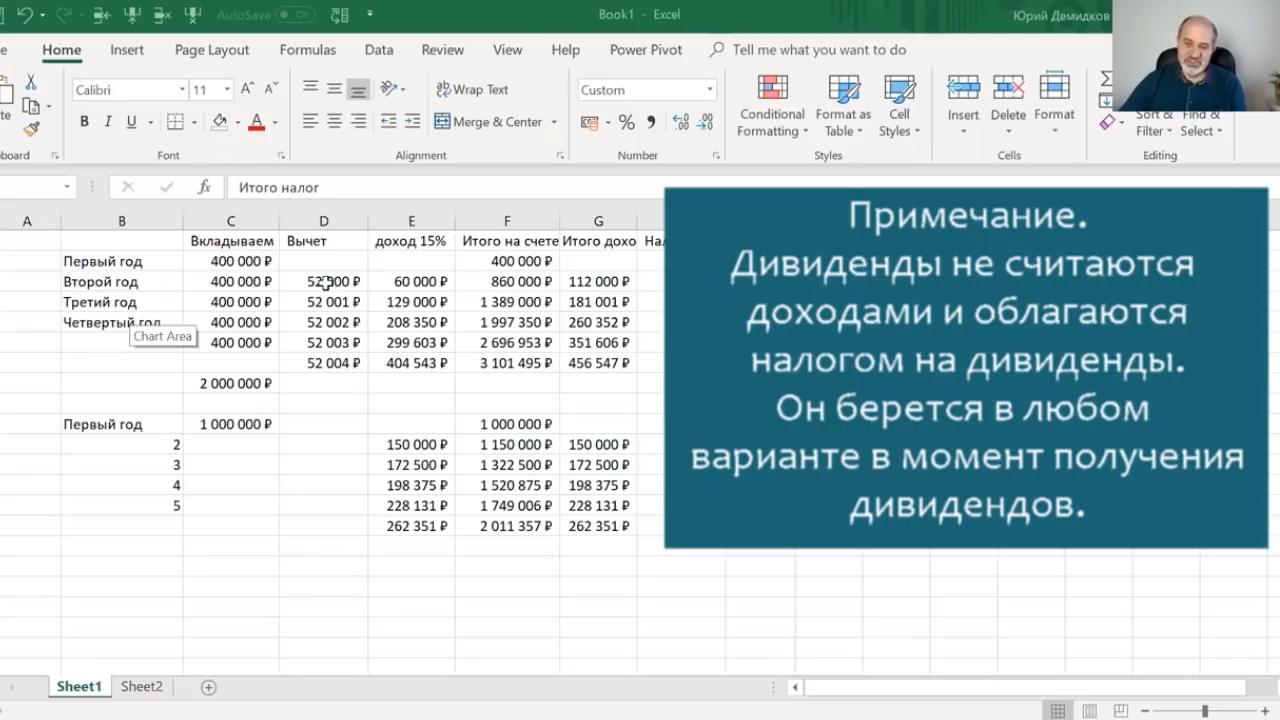 AutoSave Off Book1 - Excel Юрий Демидков
Home Insert Page Layout Formulas Data Review View Help Power Pivot Tell me what you want to do
Calibri 11 Wrap Text Custom
B I U Merge & Center % Conditional Formatting Format as Table Cell Styles Insert Delete Format Sort & Filter Find & Select
Font Alignment Number Styles Cells Editing
fx Итого налог
A B C D E F G
Вкладываем Вычет доход 15% Итого на счете Итого дохо
Первый год 400 000 ₽ 400 000 ₽
Второй год 400 000 ₽ 52 000 ₽ 60 000 ₽ 860 000 ₽ 112 000 ₽
Третий год 400 000 ₽ 52 001 ₽ 129 000 ₽ 1 389 000 ₽ 181 001 ₽
Четвертый год 400 000 ₽ 52 002 ₽ 208 350 ₽ 1 997 350 ₽ 260 352 ₽
Chart Area
400 000 ₽ 52 003 ₽ 299 603 ₽ 2 696 953 ₽ 351 606 ₽
52 004 ₽ 404 543 ₽ 3 101 495 ₽ 456 547 ₽
2 000 000 ₽
Первый год 1 000 000 ₽ 1 000 000 ₽
2 150 000 ₽ 1 150 000 ₽ 150 000 ₽
3 172 500 ₽ 1 322 500 ₽ 172 500 ₽
4 198 375 ₽ 1 520 875 ₽ 198 375 ₽
5 228 131 ₽ 1 749 006 ₽ 228 131 ₽
262 351 ₽ 2 011 357 ₽ 262 351 ₽
Примечание.
Дивиденды не считаются
доходами и облагаются
налогом на дивиденды.
Он берется в любом
варианте в момент получения
дивидендов.
Sheet1 Sheet2